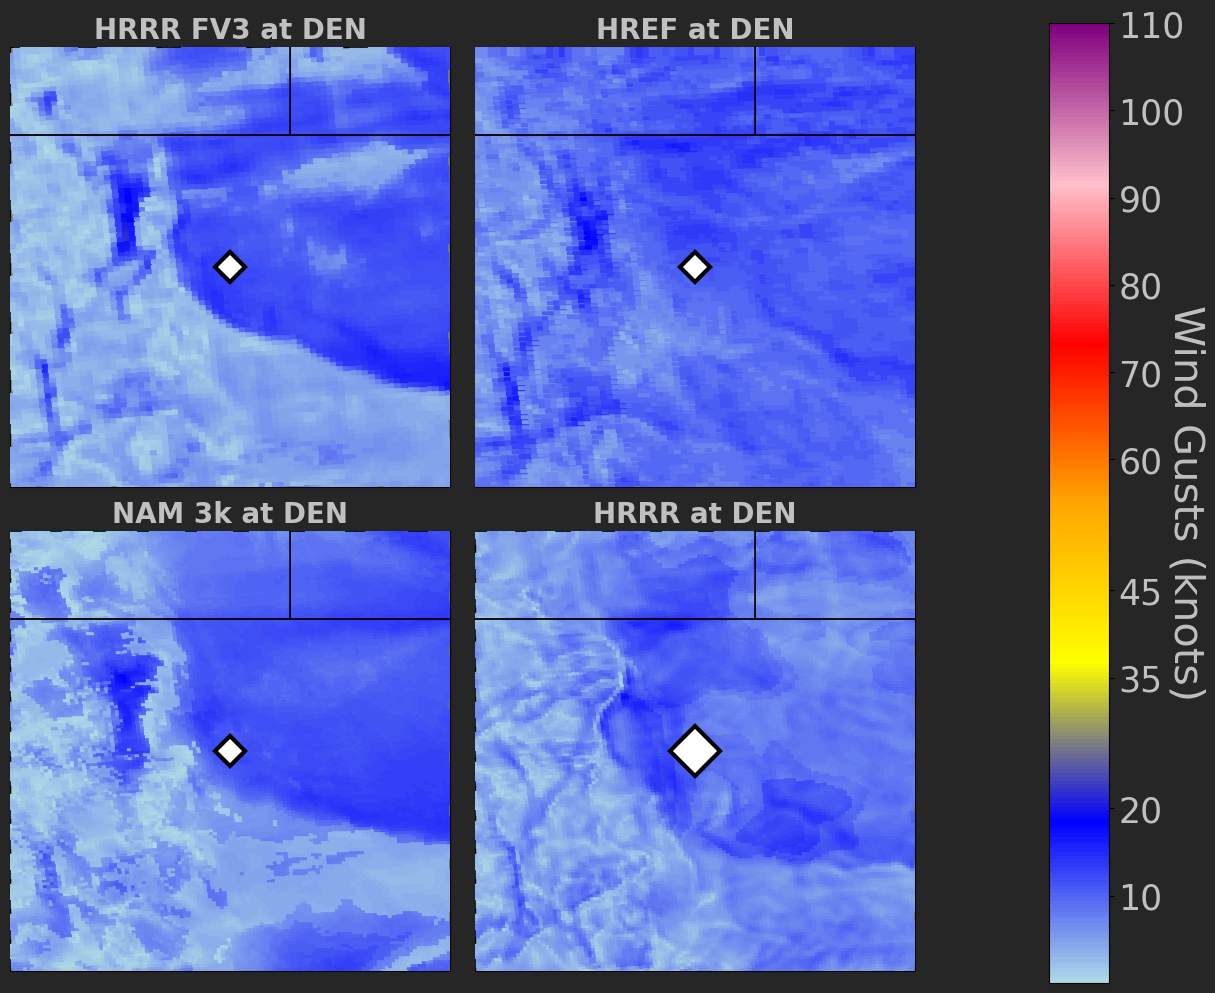 HRRR FV3 at DEN
HREF at DEN
NAM 3k at DEN
HRRR at DEN
110
100
90
80
70
60
45
35
20
10
Wind Gusts (knots)